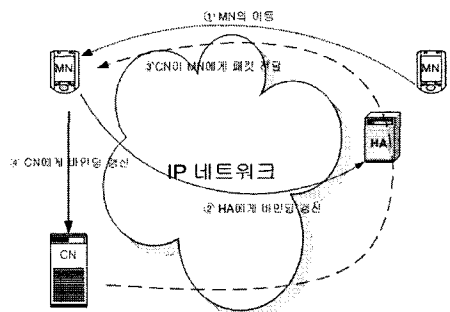 ① MN의 이동
MN
MN
③ CN이 MN에게 패킷 전달
HA
④ CN에게 바인딩 갱신
IP 네트워크
② HA에게 바인딩 갱신
CN